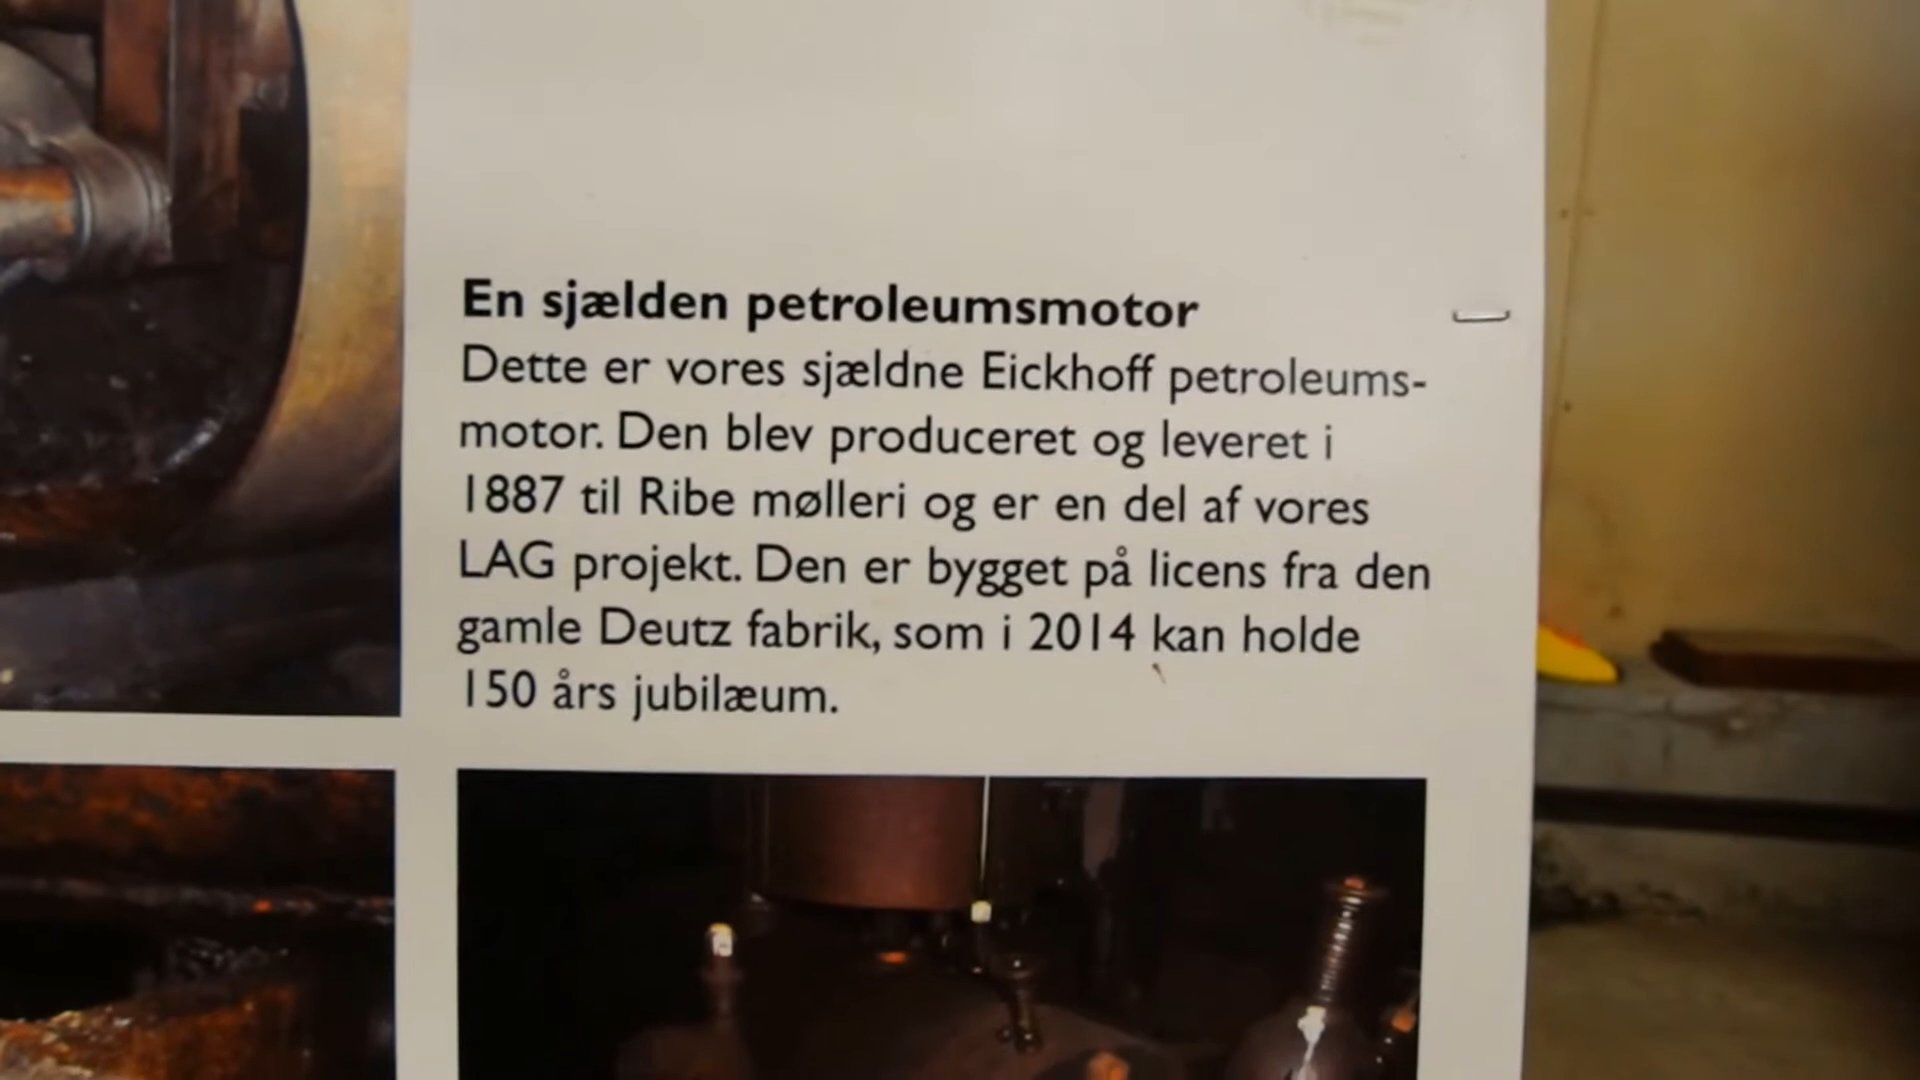 En sjælden petroleumsmotor
Dette er vores sjældne Eickhoff petroleums-
motor. Den blev produceret og leveret i
1887 til Ribe mølleri og er en del af vores
LAG projekt. Den er bygget på licens fra den
gamle Deutz fabrik, som i 2014 kan holde
150 års jubilæum.